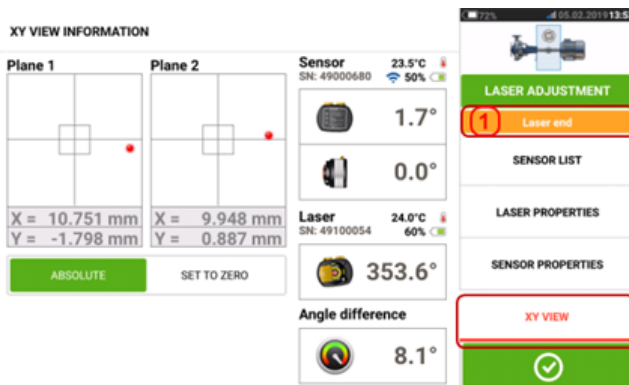 XY VIEW INFORMATION
Plane 1
Plane 2
X = 10.751 mm
Y = -1.798 mm
X = 9.948 mm
Y = 0.887 mm
ABSOLUTE
SET TO ZERO
Sensor 23.5°C
SN: 49000680 50%
1.7°
0.0°
Laser 24.0°C
SN: 49100054 60%
353.6°
Angle difference
8.1°
72% 05.02.2019 13:5
LASER ADJUSTMENT
1 Laser end
SENSOR LIST
LASER PROPERTIES
SENSOR PROPERTIES
XY VIEW